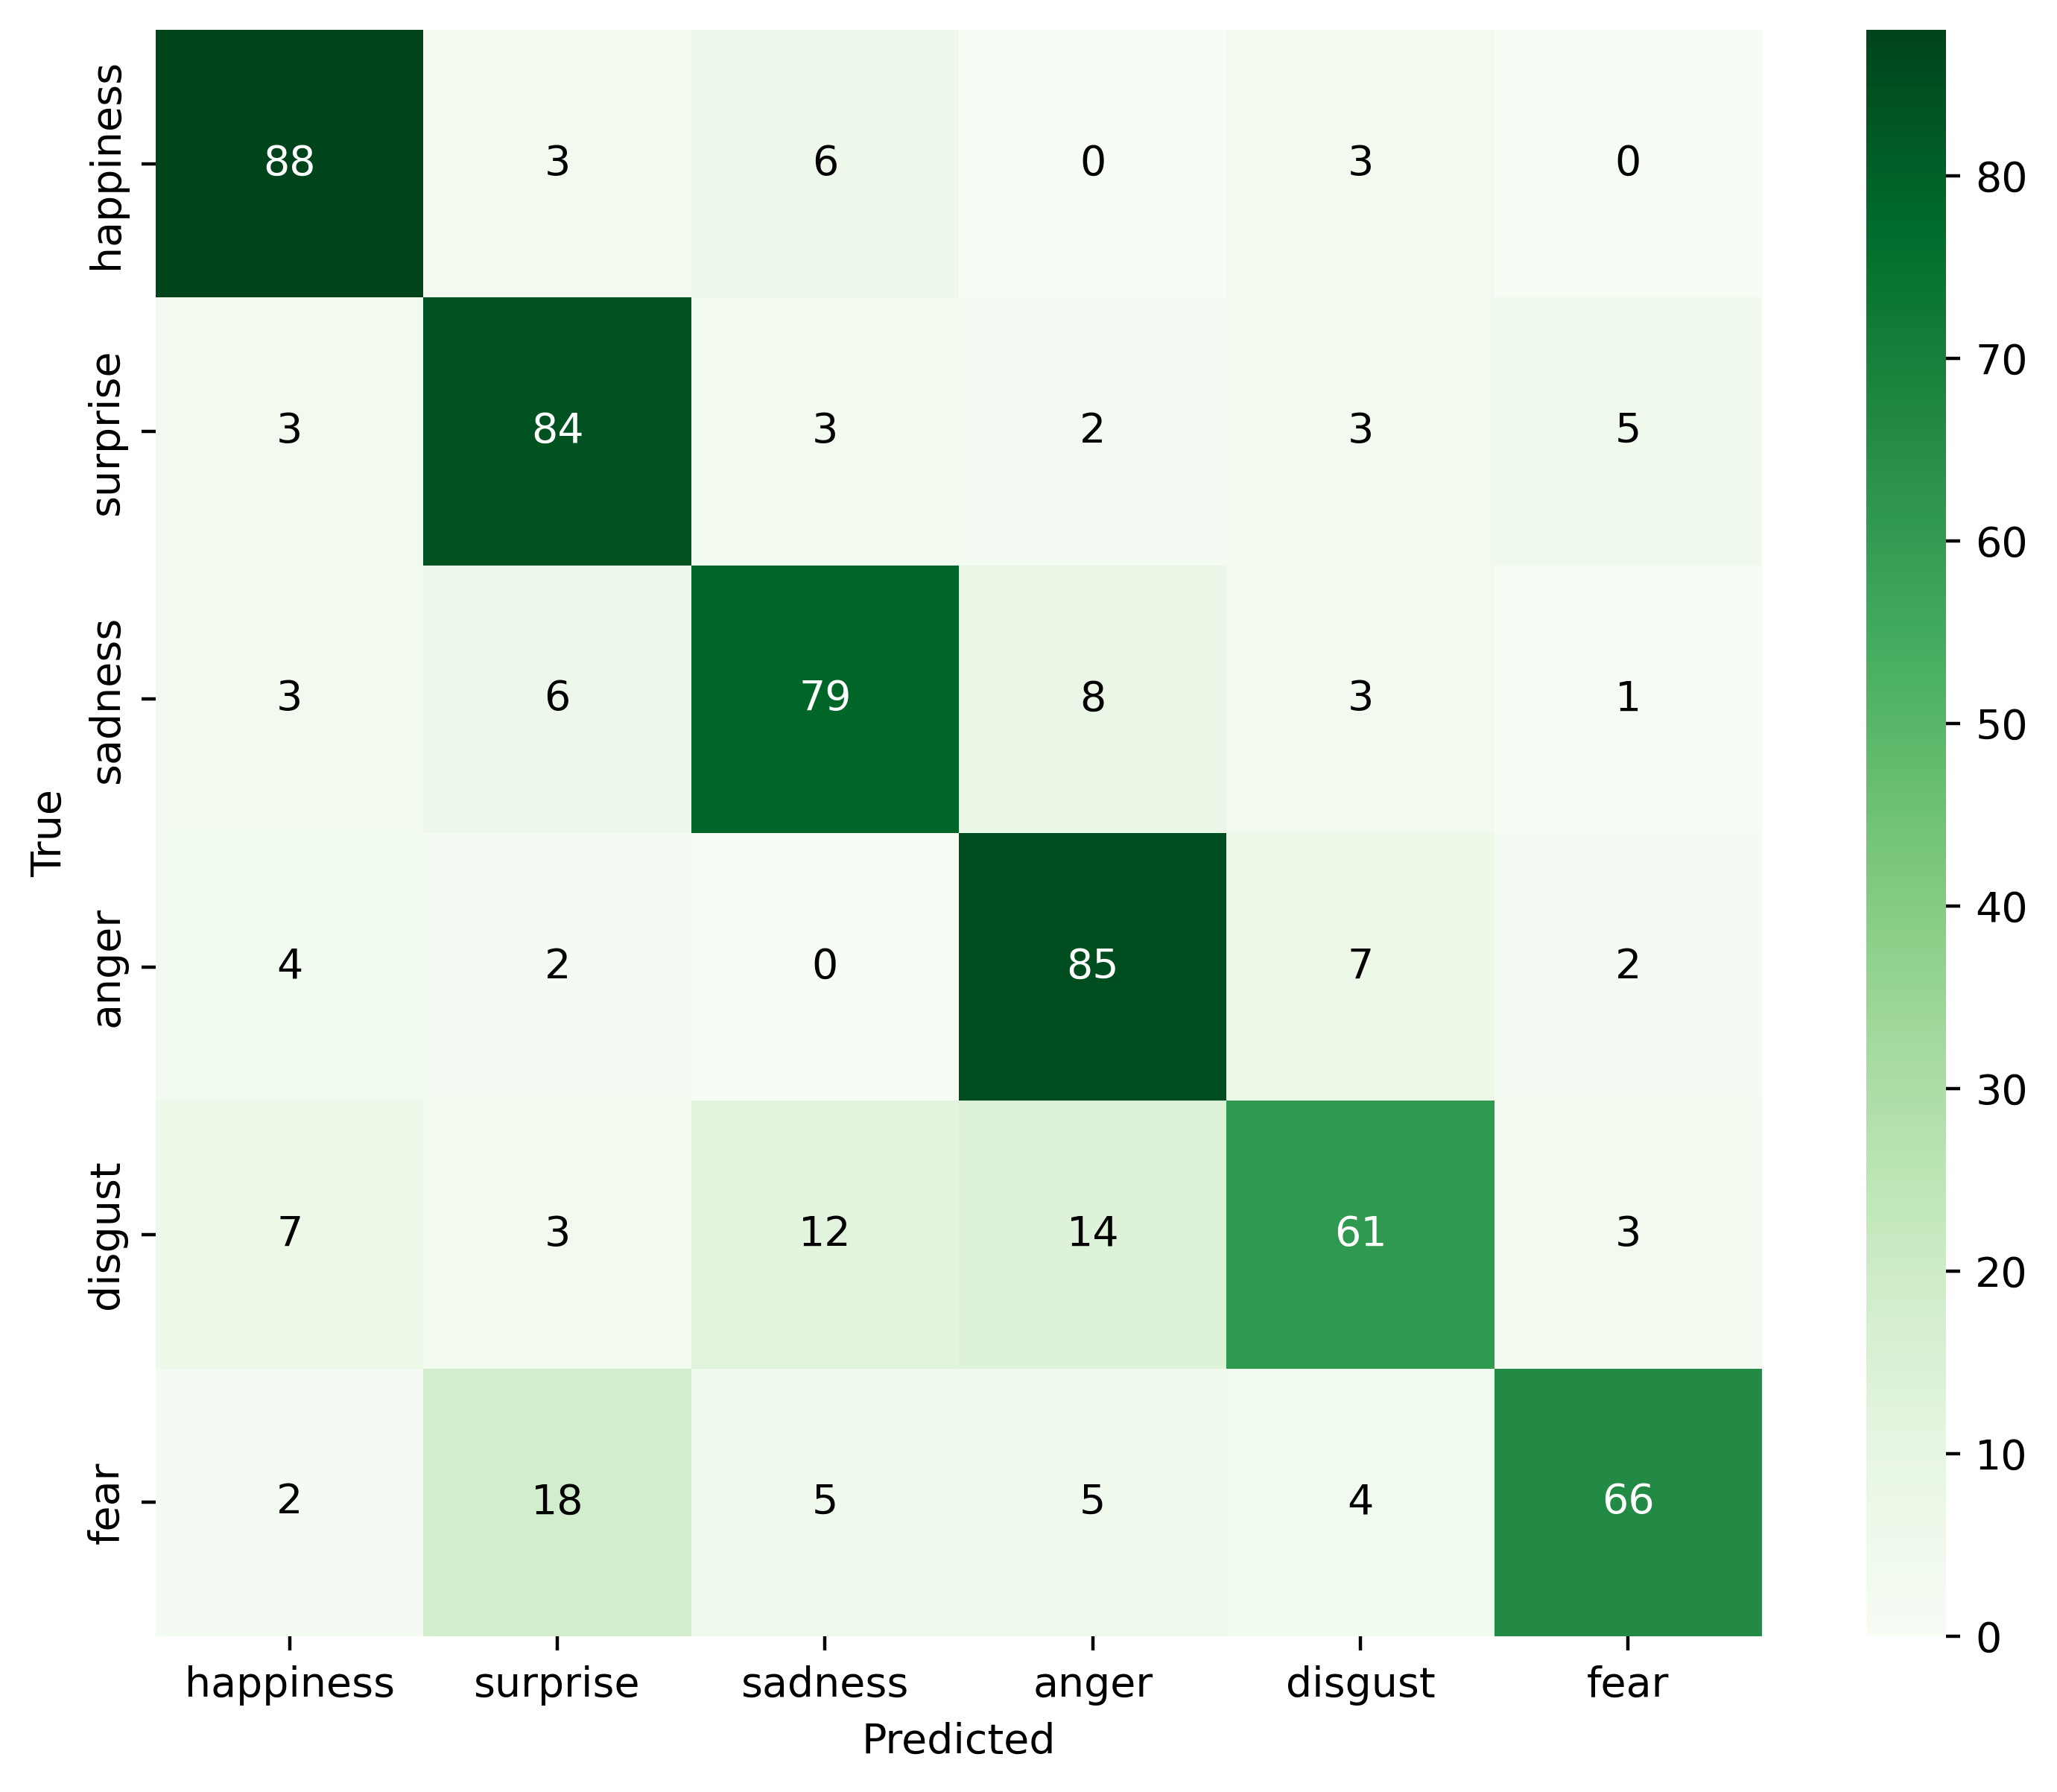 happiness 88 3 6 0 3 0
surprise 3 84 3 2 3 5
sadness 3 6 79 8 3 1
anger 4 2 0 85 7 2
disgust 7 3 12 14 61 3
fear 2 18 5 5 4 66
True
happiness surprise sadness anger disgust fear
Predicted
80
70
60
50
40
30
20
10
0